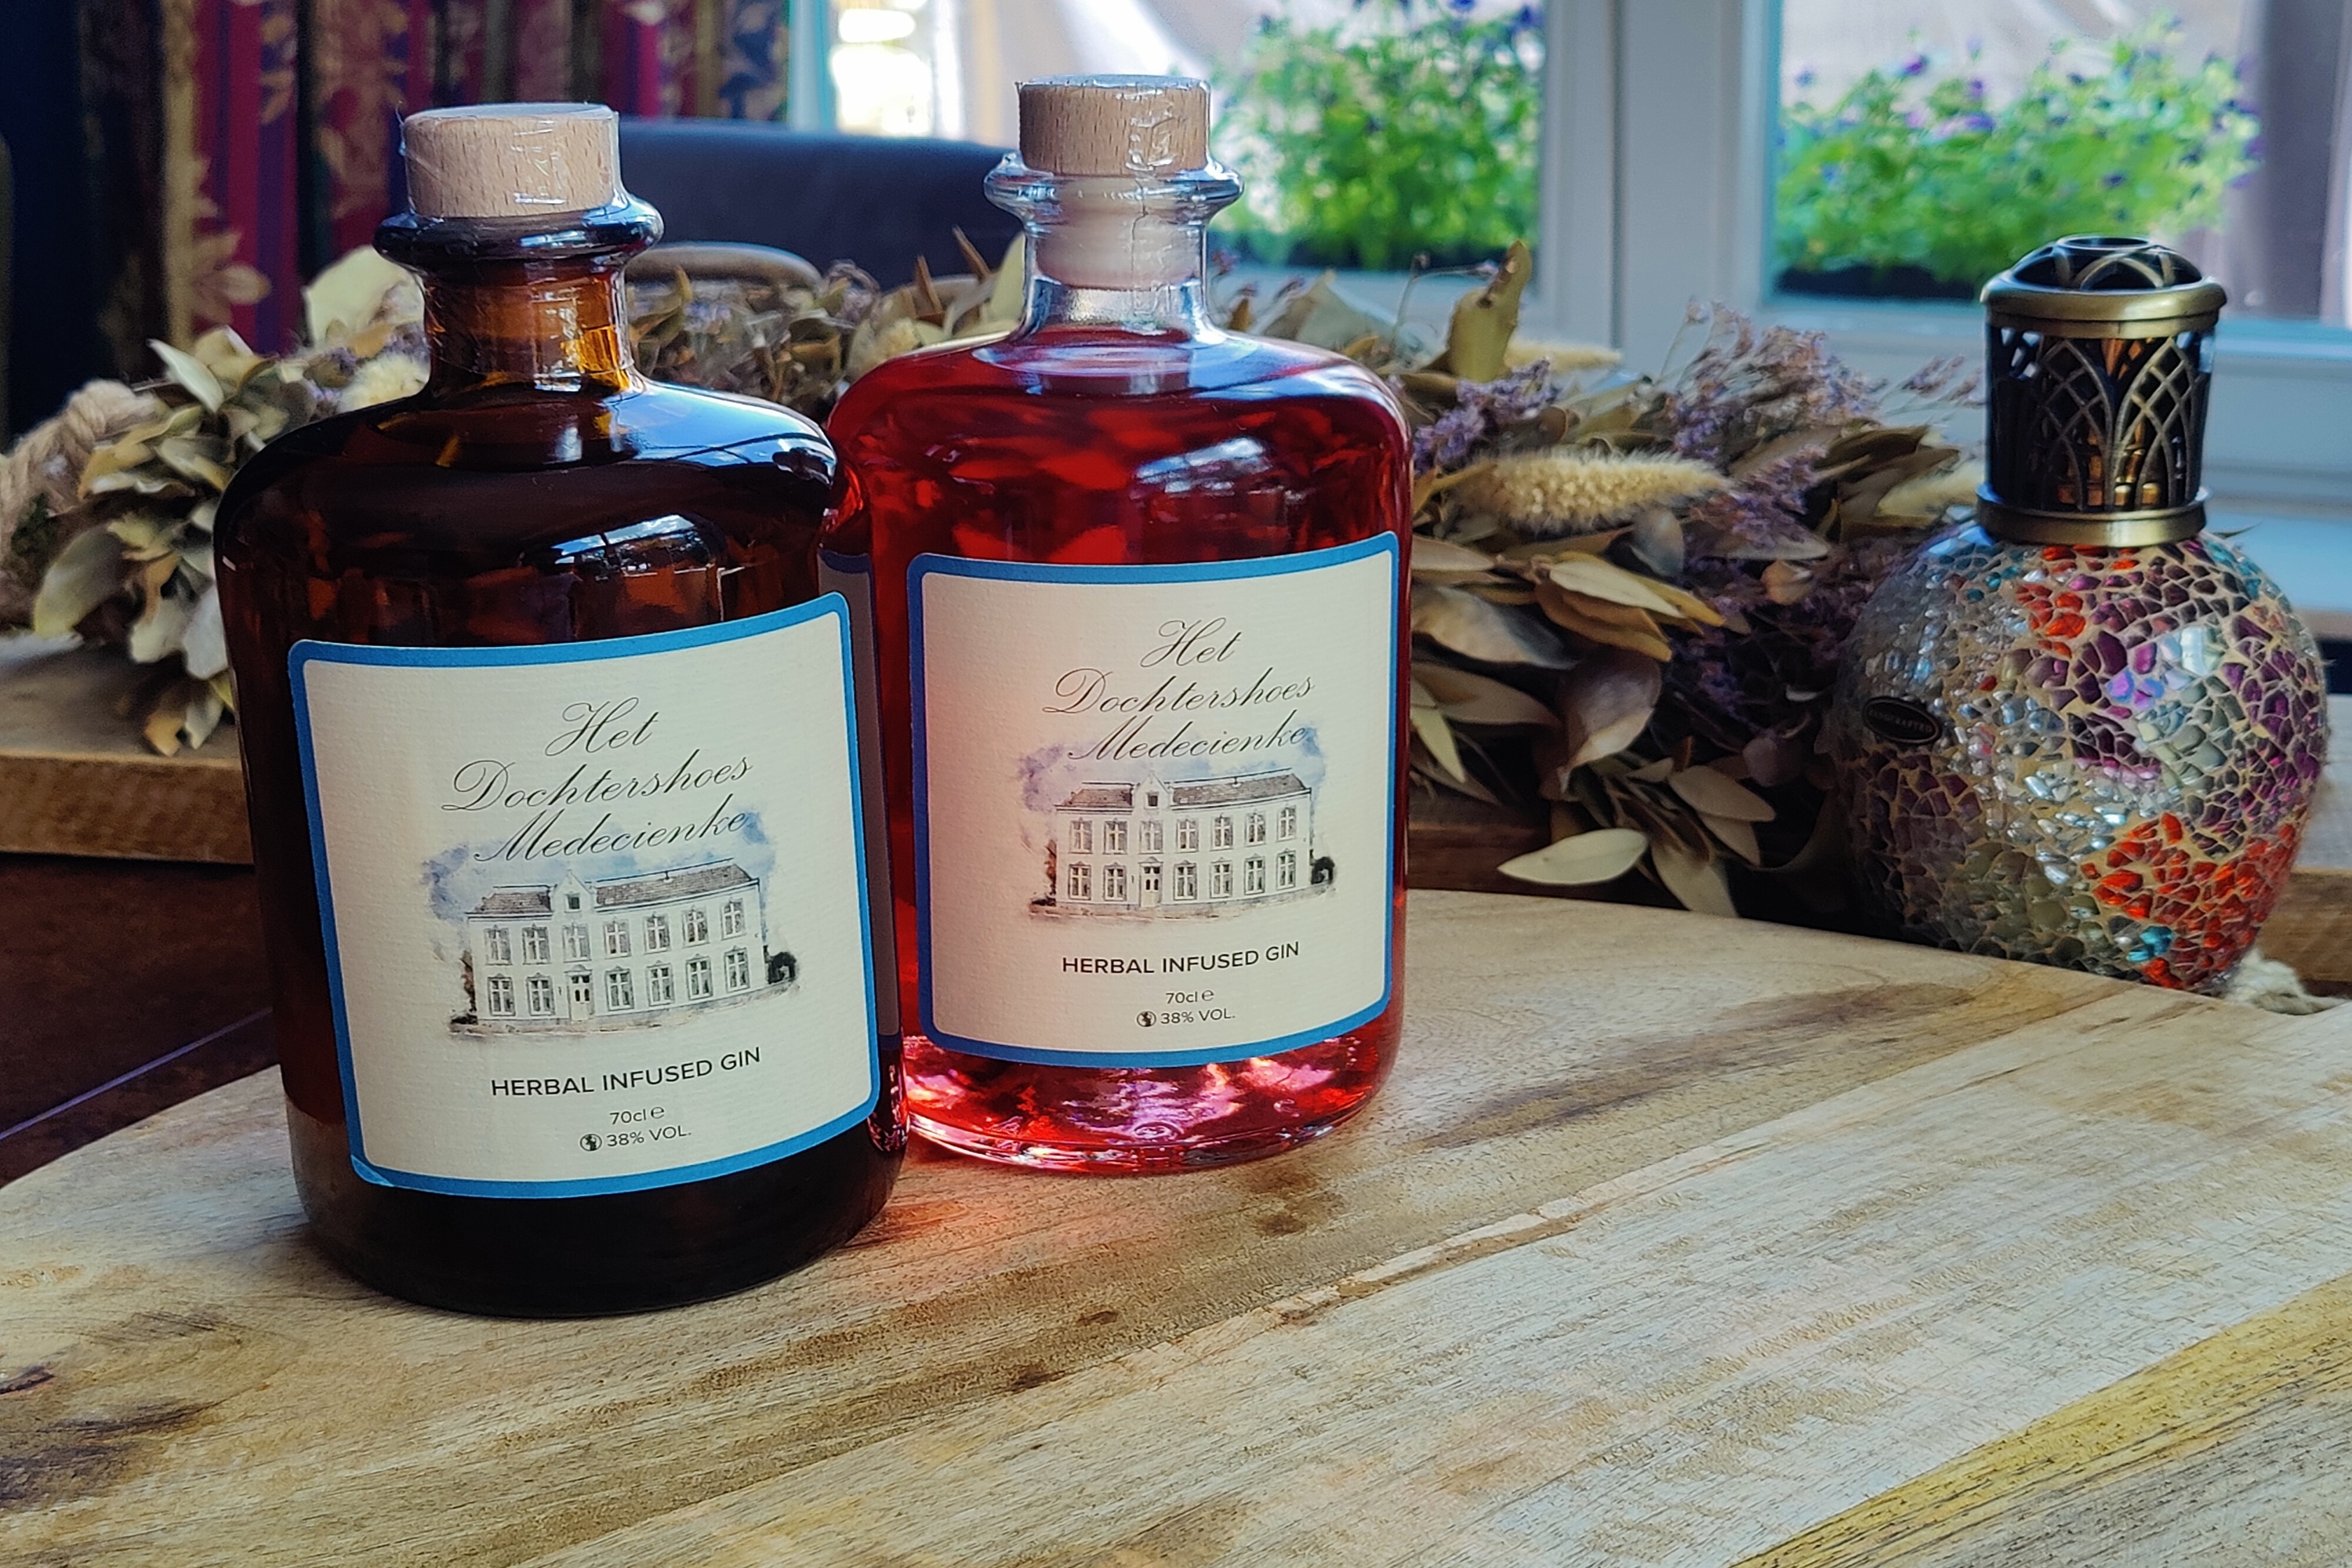 Het
Dochtershoes
Medecienke
HERBAL INFUSED GIN
70cl e
38% VOL.
Het
Dochtershoes
Medecienke
HERBAL INFUSED GIN
70cl e
38% VOL.